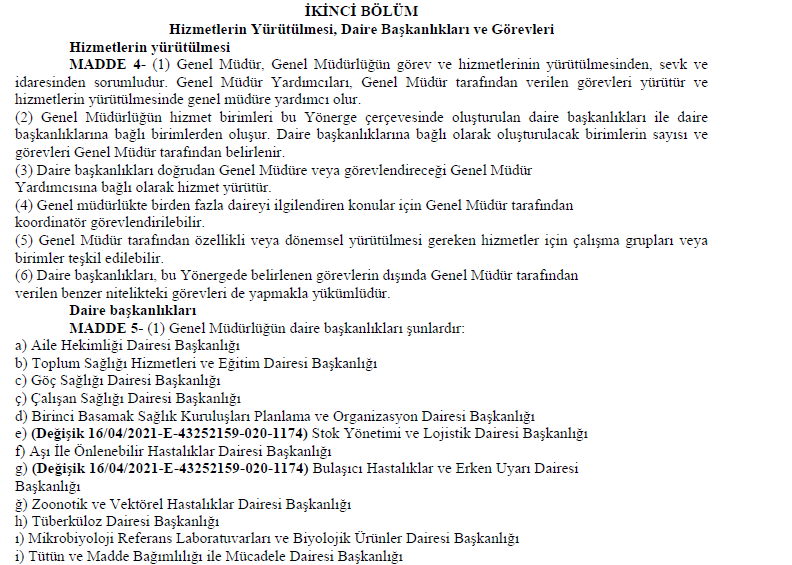 İKİNCİ BÖLÜM
Hizmetlerin Yürütülmesi, Daire Başkanlıkları ve Görevleri
Hizmetlerin yürütülmesi
MADDE 4- (1) Genel Müdür, Genel Müdürlüğün görev ve hizmetlerinin yürütülmesinden, sevk ve
idaresinden sorumludur. Genel Müdür Yardımcıları, Genel Müdür tarafından verilen görevleri yürütür ve
hizmetlerin yürütülmesinde genel müdüre yardımcı olur.
(2) Genel Müdürlüğün hizmet birimleri bu Yönerge çerçevesinde oluşturulan daire başkanlıkları ile daire
başkanlıklarına bağlı birimlerden oluşur. Daire başkanlıklarına bağlı olarak oluşturulacak birimlerin sayısı ve
görevleri Genel Müdür tarafından belirlenir.
(3) Daire başkanlıkları doğrudan Genel Müdüre veya görevlendireceği Genel Müdür
Yardımcısına bağlı olarak hizmet yürütür.
(4) Genel müdürlükte birden fazla daireyi ilgilendiren konular için Genel Müdür tarafından
koordinatör görevlendirilebilir.
(5) Genel Müdür tarafından özellikli veya dönemsel yürütülmesi gereken hizmetler için çalışma grupları veya
birimler teşkil edilebilir.
(6) Daire başkanlıkları, bu Yönergede belirlenen görevlerin dışında Genel Müdür tarafından
verilen benzer nitelikteki görevleri de yapmakla yükümlüdür.
Daire başkanlıkları
MADDE 5- (1) Genel Müdürlüğün daire başkanlıkları şunlardır:
a) Aile Hekimliği Dairesi Başkanlığı
b) Toplum Sağlığı Hizmetleri ve Eğitim Dairesi Başkanlığı
c) Göç Sağlığı Dairesi Başkanlığı
ç) Çalışan Sağlığı Dairesi Başkanlığı
d) Birinci Basamak Sağlık Kuruluşları Planlama ve Organizasyon Dairesi Başkanlığı
e) (Değişik 16/04/2021-E-43252159-020-1174) Stok Yönetimi ve Lojistik Dairesi Başkanlığı
f) Aşı İle Önlenebilir Hastalıklar Dairesi Başkanlığı
g) (Değişik 16/04/2021-E-43252159-020-1174) Bulaşıcı Hastalıklar ve Erken Uyarı Dairesi
Başkanlığı
ğ) Zoonotik ve Vektörel Hastalıklar Dairesi Başkanlığı
h) Tüberküloz Dairesi Başkanlığı
ı) Mikrobiyoloji Referans Laboratuvarları ve Biyolojik Ürünler Dairesi Başkanlığı
i) Tütün ve Madde Bağımlılığı ile Mücadele Dairesi Başkanlığı